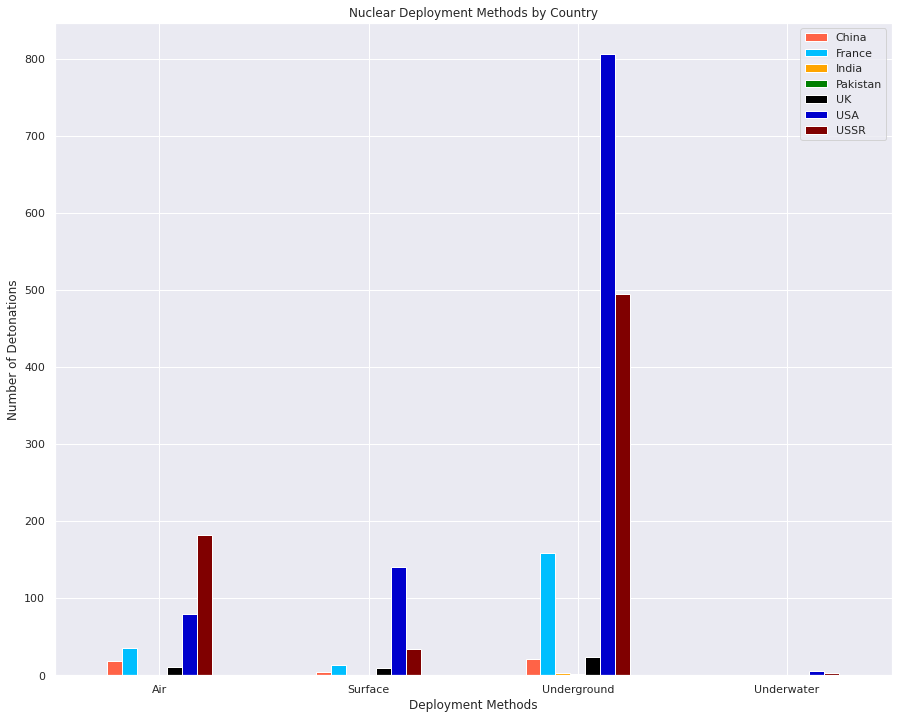 Nuclear Deployment Methods by Country
China
France
India
Pakistan
UK
USA
USSR
Number of Detonations
800
700
600
500
400
300
200
100
0
Air Surface Underground Underwater
Deployment Methods